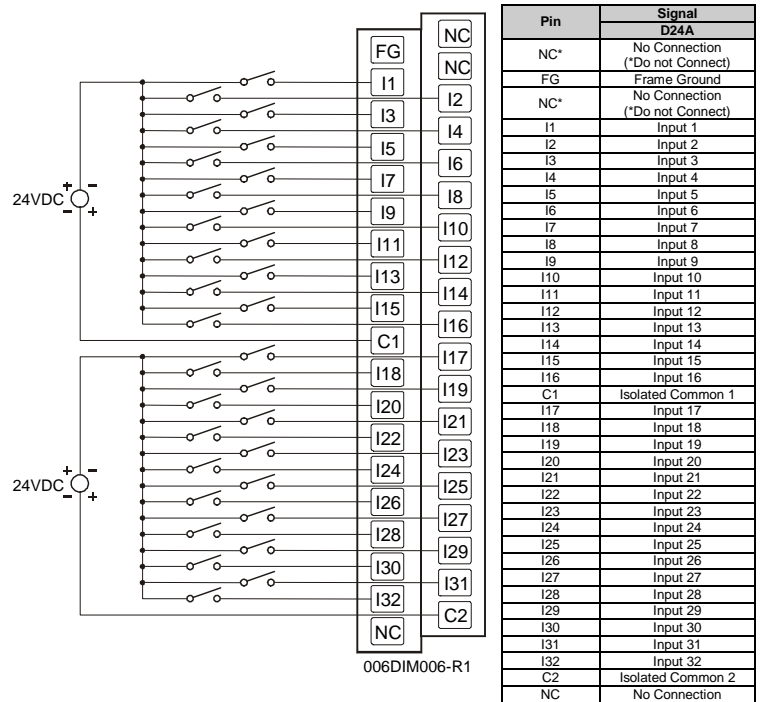 FG
NC
NC
I1
I2
I3
I4
I5
I6
I7
I8
I9
I10
I11
I12
I13
I14
I15
I16
C1
I17
I18
I19
I20
I21
I22
I23
I24
I25
I26
I27
I28
I29
I30
I31
I32
C2
NC
24VDC + -
- +
24VDC + -
- +
006DIM006-R1
Pin Signal
D24A
NC* No Connection
(*Do not Connect)
FG Frame Ground
NC* No Connection
(*Do not Connect)
I1 Input 1
I2 Input 2
I3 Input 3
I4 Input 4
I5 Input 5
I6 Input 6
I7 Input 7
I8 Input 8
I9 Input 9
I10 Input 10
I11 Input 11
I12 Input 12
I13 Input 13
I14 Input 14
I15 Input 15
I16 Input 16
C1 Isolated Common 1
I17 Input 17
I18 Input 18
I19 Input 19
I20 Input 20
I21 Input 21
I22 Input 22
I23 Input 23
I24 Input 24
I25 Input 25
I26 Input 26
I27 Input 27
I28 Input 28
I29 Input 29
I30 Input 30
I31 Input 31
I32 Input 32
C2 Isolated Common 2
NC No Connection